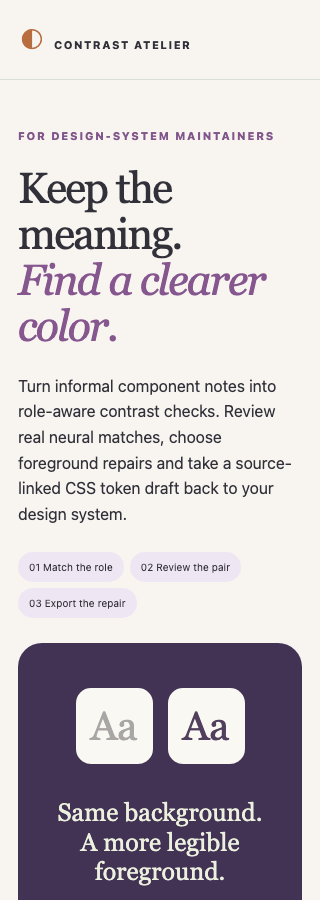 CONTRAST ATELIER
FOR DESIGN-SYSTEM MAINTAINERS
Keep the
meaning.
Find a clearer
color.
Turn informal component notes into
role-aware contrast checks. Review
real neural matches, choose
foreground repairs and take a source-
linked CSS token draft back to your
design system.
01 Match the role
02 Review the pair
03 Export the repair
Aa Aa
Same background.
A more legible
foreground.